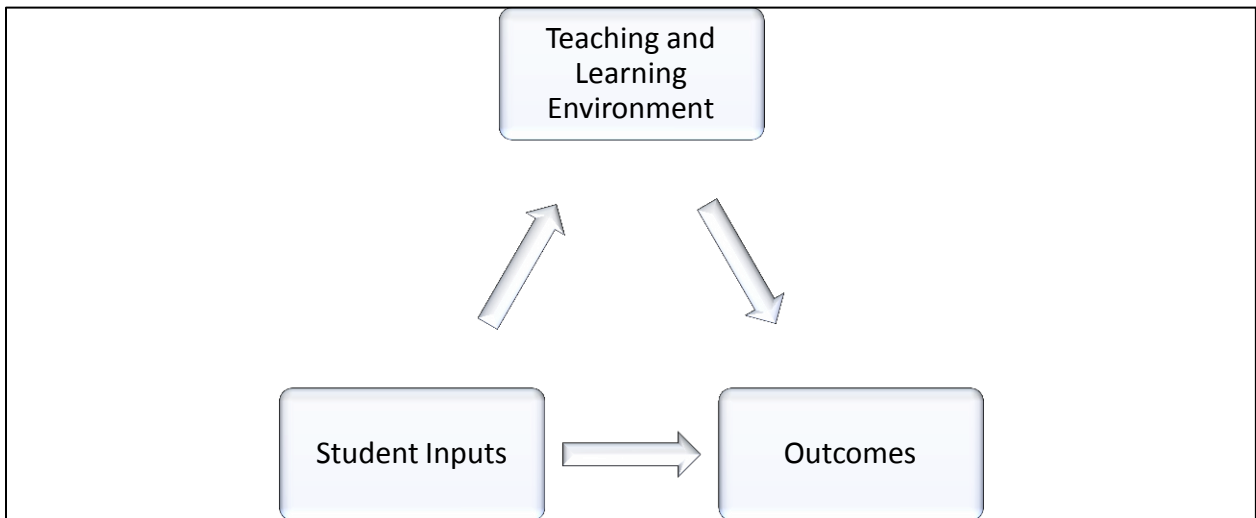 Teaching and
Learning
Environment
Student Inputs
Outcomes